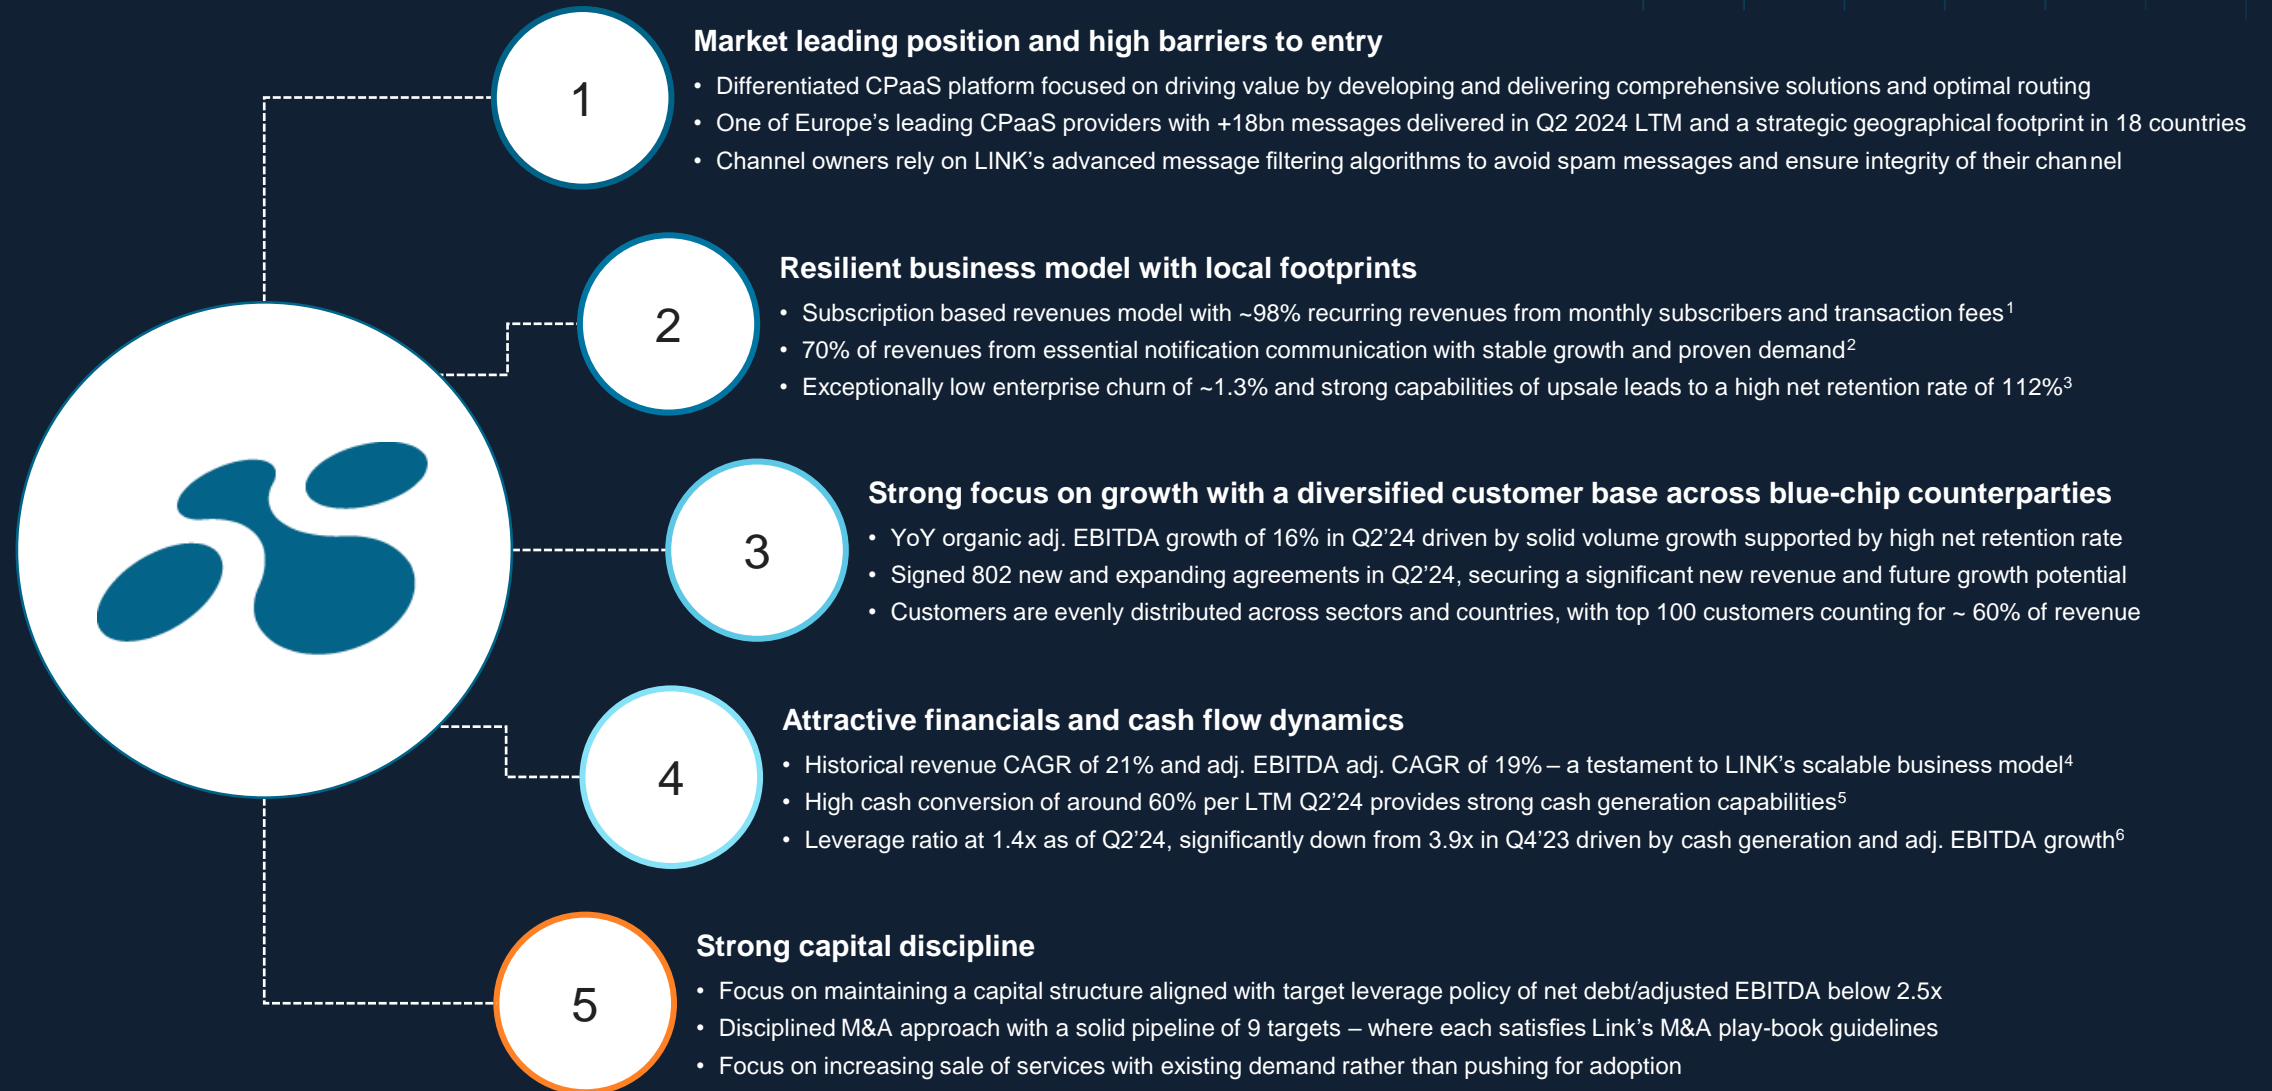 1
Market leading position and high barriers to entry
• Differentiated CPaaS platform focused on driving value by developing and delivering comprehensive solutions and optimal routing
• One of Europe's leading CPaaS providers with +18bn messages delivered in Q2 2024 LTM and a strategic geographical footprint in 18 countries
• Channel owners rely on LINK's advanced message filtering algorithms to avoid spam messages and ensure integrity of their channel
2
Resilient business model with local footprints
• Subscription based revenues model with ~98% recurring revenues from monthly subscribers and transaction fees¹
• 70% of revenues from essential notification communication with stable growth and proven demand²
• Exceptionally low enterprise churn of ~1.3% and strong capabilities of upsale leads to a high net retention rate of 112%³
3
Strong focus on growth with a diversified customer base across blue-chip counterparties
• YoY organic adj. EBITDA growth of 16% in Q2'24 driven by solid volume growth supported by high net retention rate
• Signed 802 new and expanding agreements in Q2'24, securing a significant new revenue and future growth potential
• Customers are evenly distributed across sectors and countries, with top 100 customers counting for ~ 60% of revenue
4
Attractive financials and cash flow dynamics
• Historical revenue CAGR of 21% and adj. EBITDA adj. CAGR of 19% – a testament to LINK's scalable business model⁴
• High cash conversion of around 60% per LTM Q2'24 provides strong cash generation capabilities⁵
• Leverage ratio at 1.4x as of Q2'24, significantly down from 3.9x in Q4'23 driven by cash generation and adj. EBITDA growth⁶
5
Strong capital discipline
• Focus on maintaining a capital structure aligned with target leverage policy of net debt/adjusted EBITDA below 2.5x
• Disciplined M&A approach with a solid pipeline of 9 targets – where each satisfies Link's M&A play-book guidelines
• Focus on increasing sale of services with existing demand rather than pushing for adoption